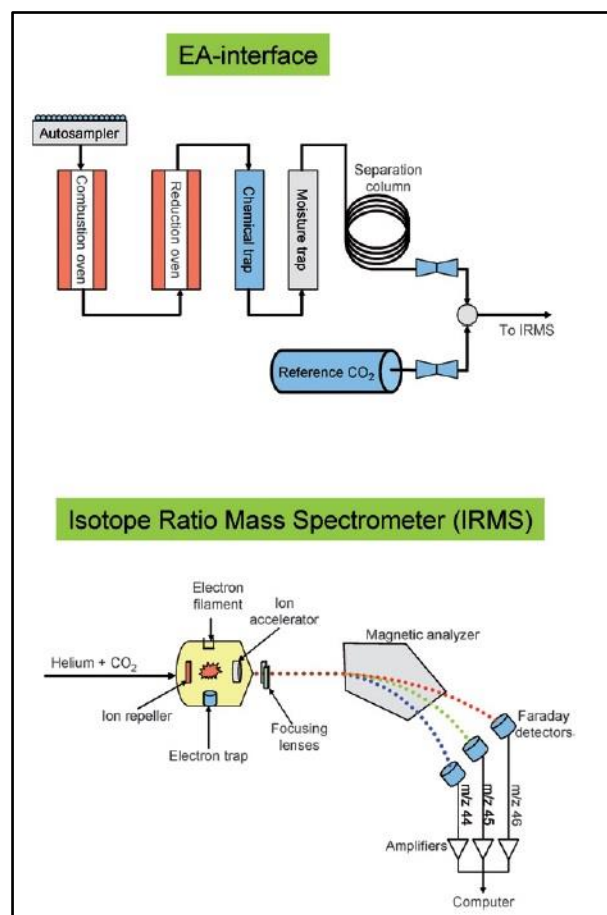 EA-interface
Autosampler
Combustion oven
Reduction oven
Chemical trap
Moisture trap
Separation
column
To IRMS
Reference CO₂
Isotope Ratio Mass Spectrometer (IRMS)
Electron
filament
Ion
accelerator
Magnetic analyzer
Helium + CO₂
Ion repeller
Electron trap
Focusing
lenses
Faraday
detectors
m/z 44
m/z 45
m/z 46
Amplifiers
Computer